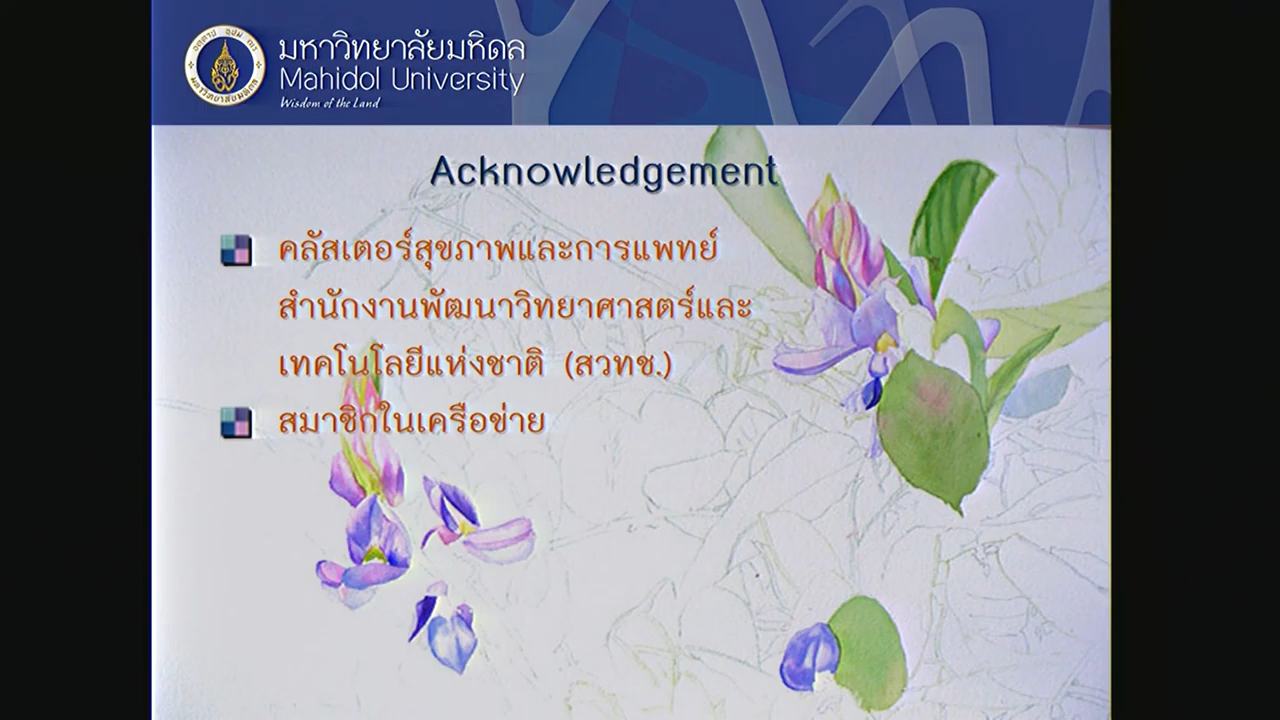 มหาวิทยาลัยมหิดล
Mahidol University
Wisdom of the Land
Acknowledgement
คลัสเตอร์สุขภาพและการแพทย์
สำนักงานพัฒนาวิทยาศาสตร์และ
เทคโนโลยีแห่งชาติ (สวทช.)
สมาชิกในเครือข่าย